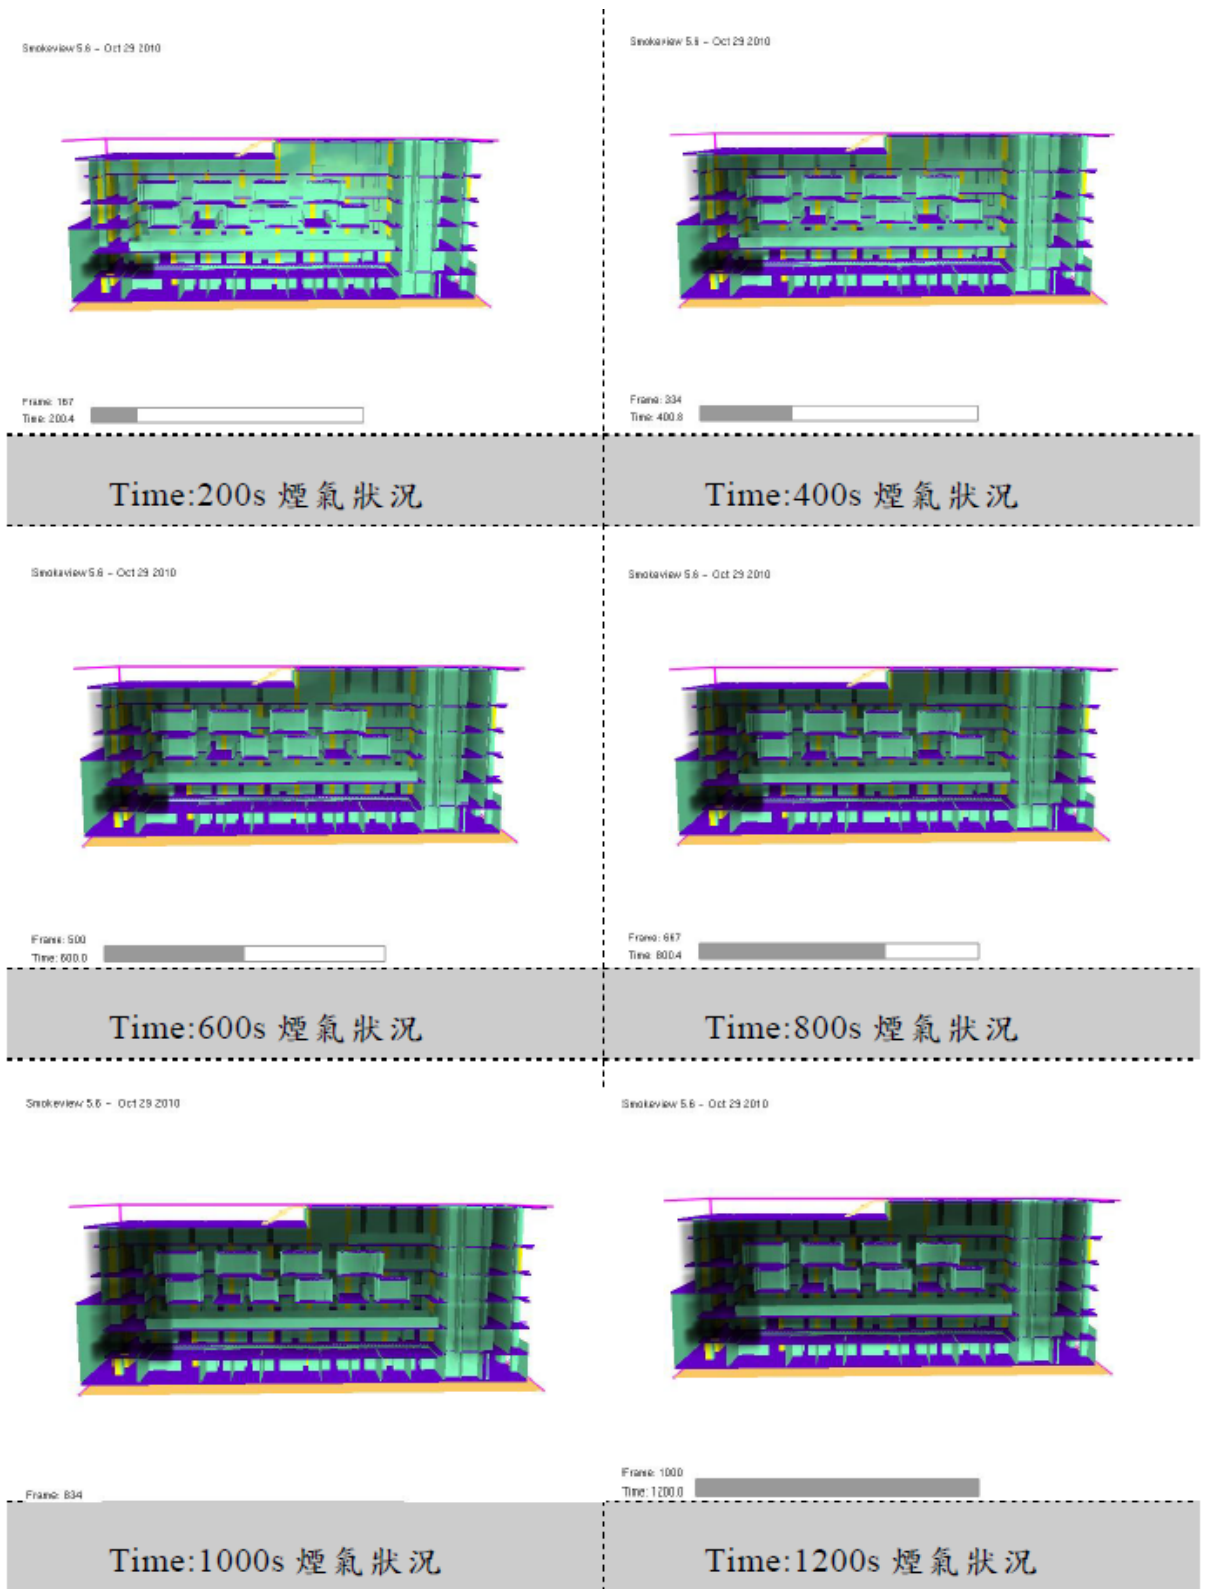 Smokeview 5.6 - Oct 29 2010
Smokeview 5.6 - Oct 29 2010
Frame: 167
Time: 200.4
Frame: 334
Time: 400.8
Time:200s 煙氣狀況
Time:400s 煙氣狀況
Smokeview 5.6 - Oct 29 2010
Smokeview 5.6 - Oct 29 2010
Frame: 500
Time: 600.0
Frame: 667
Time: 800.4
Time:600s 煙氣狀況
Time:800s 煙氣狀況
Smokeview 5.6 - Oct 29 2010
Smokeview 5.6 - Oct 29 2010
Frame: 834
Frame: 1000
Time: 1200.0
Time:1000s 煙氣狀況
Time:1200s 煙氣狀況